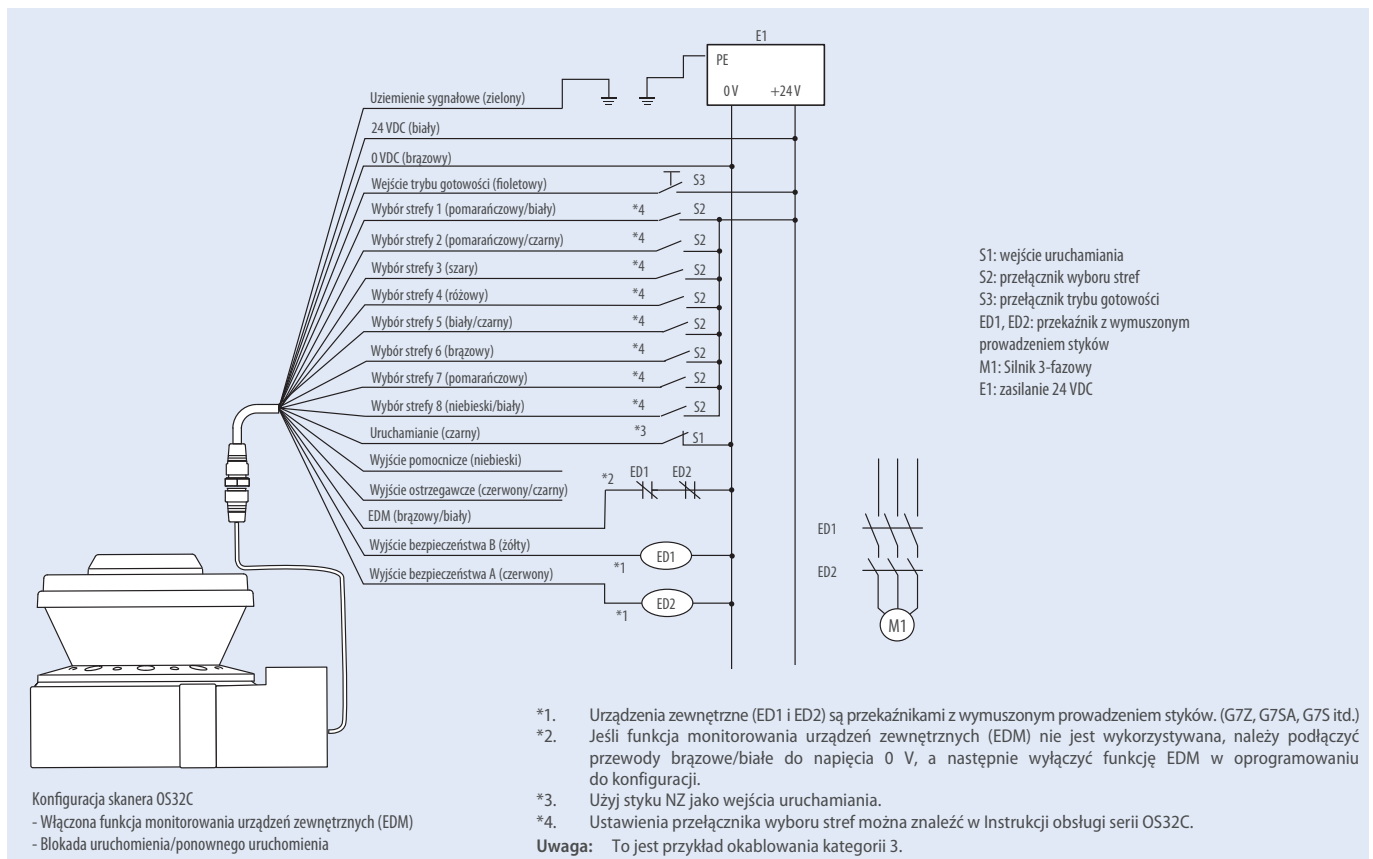 E1
PE
0 V +24 V
Uziemienie sygnałowe (zielony)
24 VDC (biały)
0 VDC (brązowy)
Wejście trybu gotowości (fioletowy) S3
Wybór strefy 1 (pomarańczowy/biały) *4 S2
Wybór strefy 2 (pomarańczowy/czarny) *4 S2
Wybór strefy 3 (szary) *4 S2
Wybór strefy 4 (różowy) *4 S2
Wybór strefy 5 (biały/czarny) *4 S2
Wybór strefy 6 (brązowy) *4 S2
Wybór strefy 7 (pomarańczowy) *4 S2
Wybór strefy 8 (niebieski/biały) *4 S2
Uruchamianie (czarny) *3 S1
Wyjście pomocnicze (niebieski)
Wyjście ostrzegawcze (czerwony/czarny) *2 ED1 ED2
EDM (brązowy/biały)
Wyjście bezpieczeństwa B (żółty) *1 ED1
Wyjście bezpieczeństwa A (czerwony) *1 ED2
S1: wejście uruchamiania
S2: przełącznik wyboru stref
S3: przełącznik trybu gotowości
ED1, ED2: przekaźnik z wymuszonym
prowadzeniem styków
M1: Silnik 3-fazowy
E1: zasilanie 24 VDC
ED1
ED2
M1
Konfiguracja skanera OS32C
- Włączona funkcja monitorowania urządzeń zewnętrznych (EDM)
- Blokada uruchomienia/ponownego uruchomienia
*1. Urządzenia zewnętrzne (ED1 i ED2) są przekaźnikami z wymuszonym prowadzeniem styków. (G7Z, G7SA, G7S itd.)
*2. Jeśli funkcja monitorowania urządzeń zewnętrznych (EDM) nie jest wykorzystywana, należy podłączyć
przewody brązowe/białe do napięcia 0 V, a następnie wyłączyć funkcję EDM w oprogramowaniu
do konfiguracji.
*3. Użyj styku NZ jako wejścia uruchamiania.
*4. Ustawienia przełącznika wyboru stref można znaleźć w Instrukcji obsługi serii OS32C.
Uwaga: To jest przykład okablowania kategorii 3.